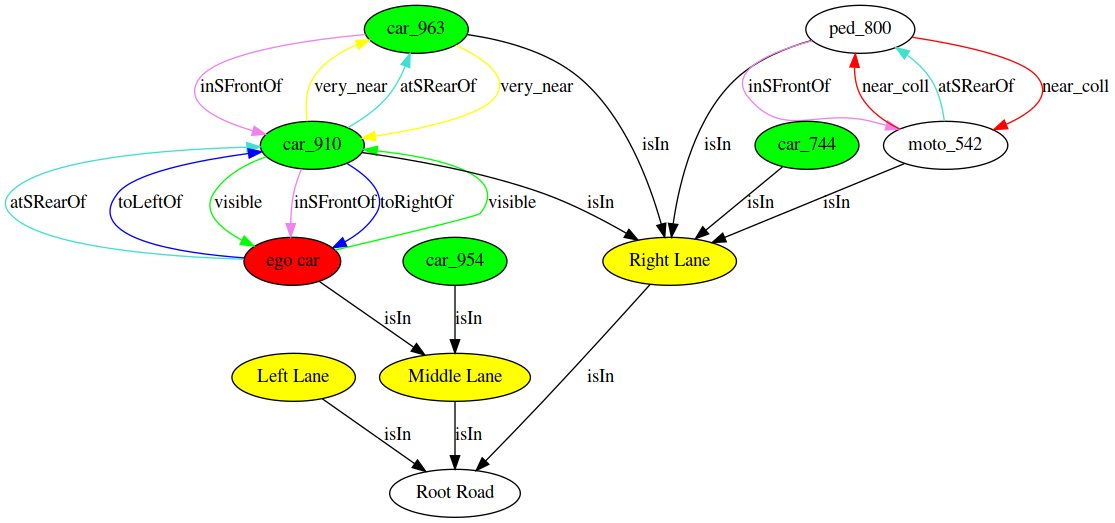 car_963 ped_800
inSFrontOf very_near atSRearOf very_near inSFrontOf near_coll atSRearOf near_coll
car_910 isIn isIn car_744 moto_542
atSRearOf toLeftOf visible inSFrontOf toRightOf visible isIn isIn isIn
ego car car_954 Right Lane
isIn isIn
Left Lane Middle Lane isIn
isIn isIn
Root Road